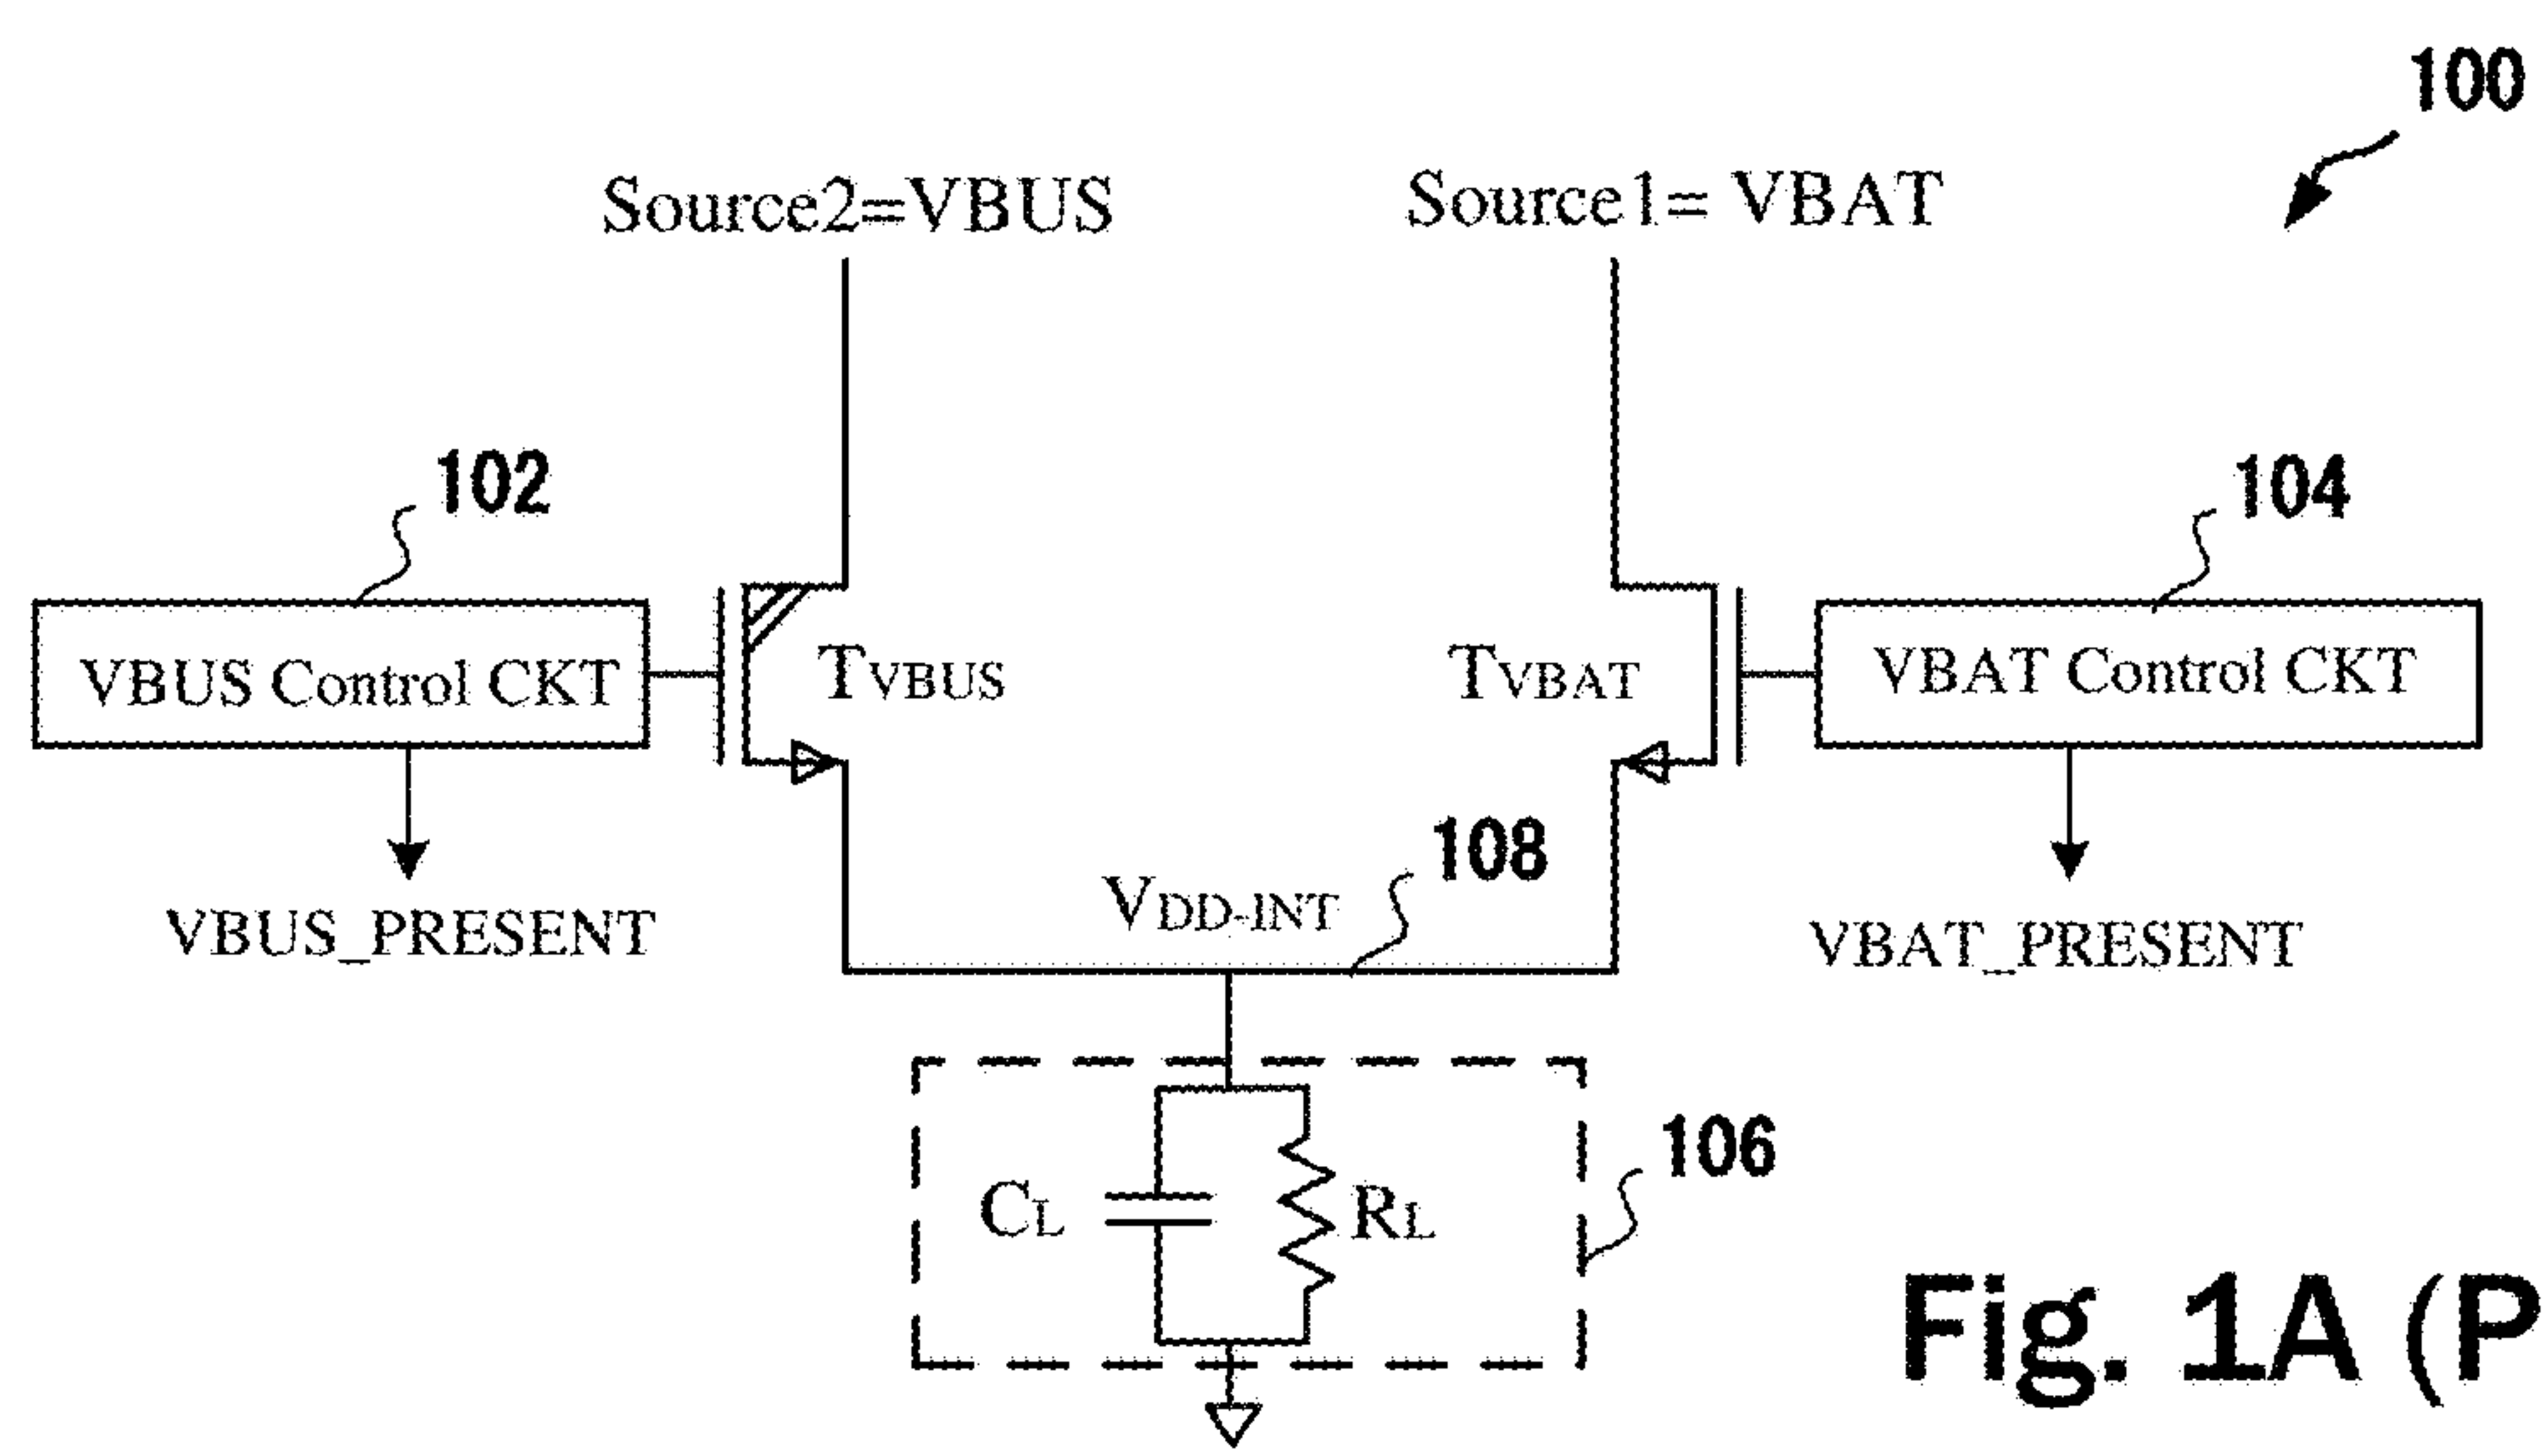 100
Source2=VBUS
Source1= VBAT
102
104
VBUS Control CKT
TVBUS
TVBAT
VBAT Control CKT
108
VDD-INT
VBUS_PRESENT
VBAT_PRESENT
106
CL
RL
Fig. 1A (P